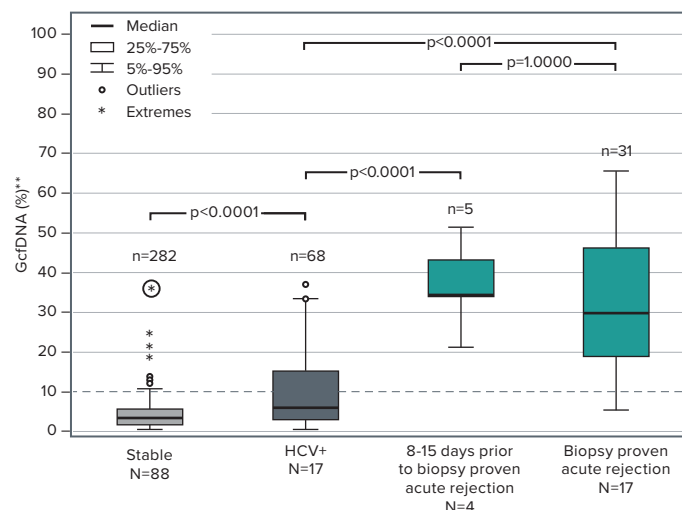 Median
25%-75%
5%-95%
Outliers
Extremes
GcfDNA (%)**
100
90
80
70
60
50
40
30
20
10
0
p<0.0001
p=1.0000
n=31
p<0.0001
n=5
p<0.0001
n=282
n=68
Stable
N=88
HCV+
N=17
8-15 days prior
to biopsy proven
acute rejection
N=4
Biopsy proven
acute rejection
N=17